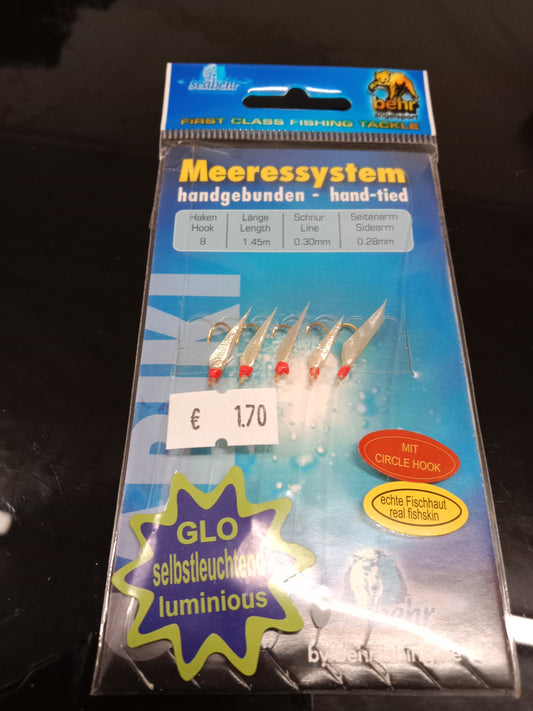 seabehr
behr
angelsport
FIRST CLASS FISHING TACKLE
Meeressystem
handgebunden - hand-tied
Haken Länge Schnur Seitenarm
Hook Length Line Sidearm
8 1.45m 0.30mm 0.28mm
€ 1.70
MIT
CIRCLE HOOK
echte Fischhaut
real fishskin
GLO
selbstleuchtend
luminious